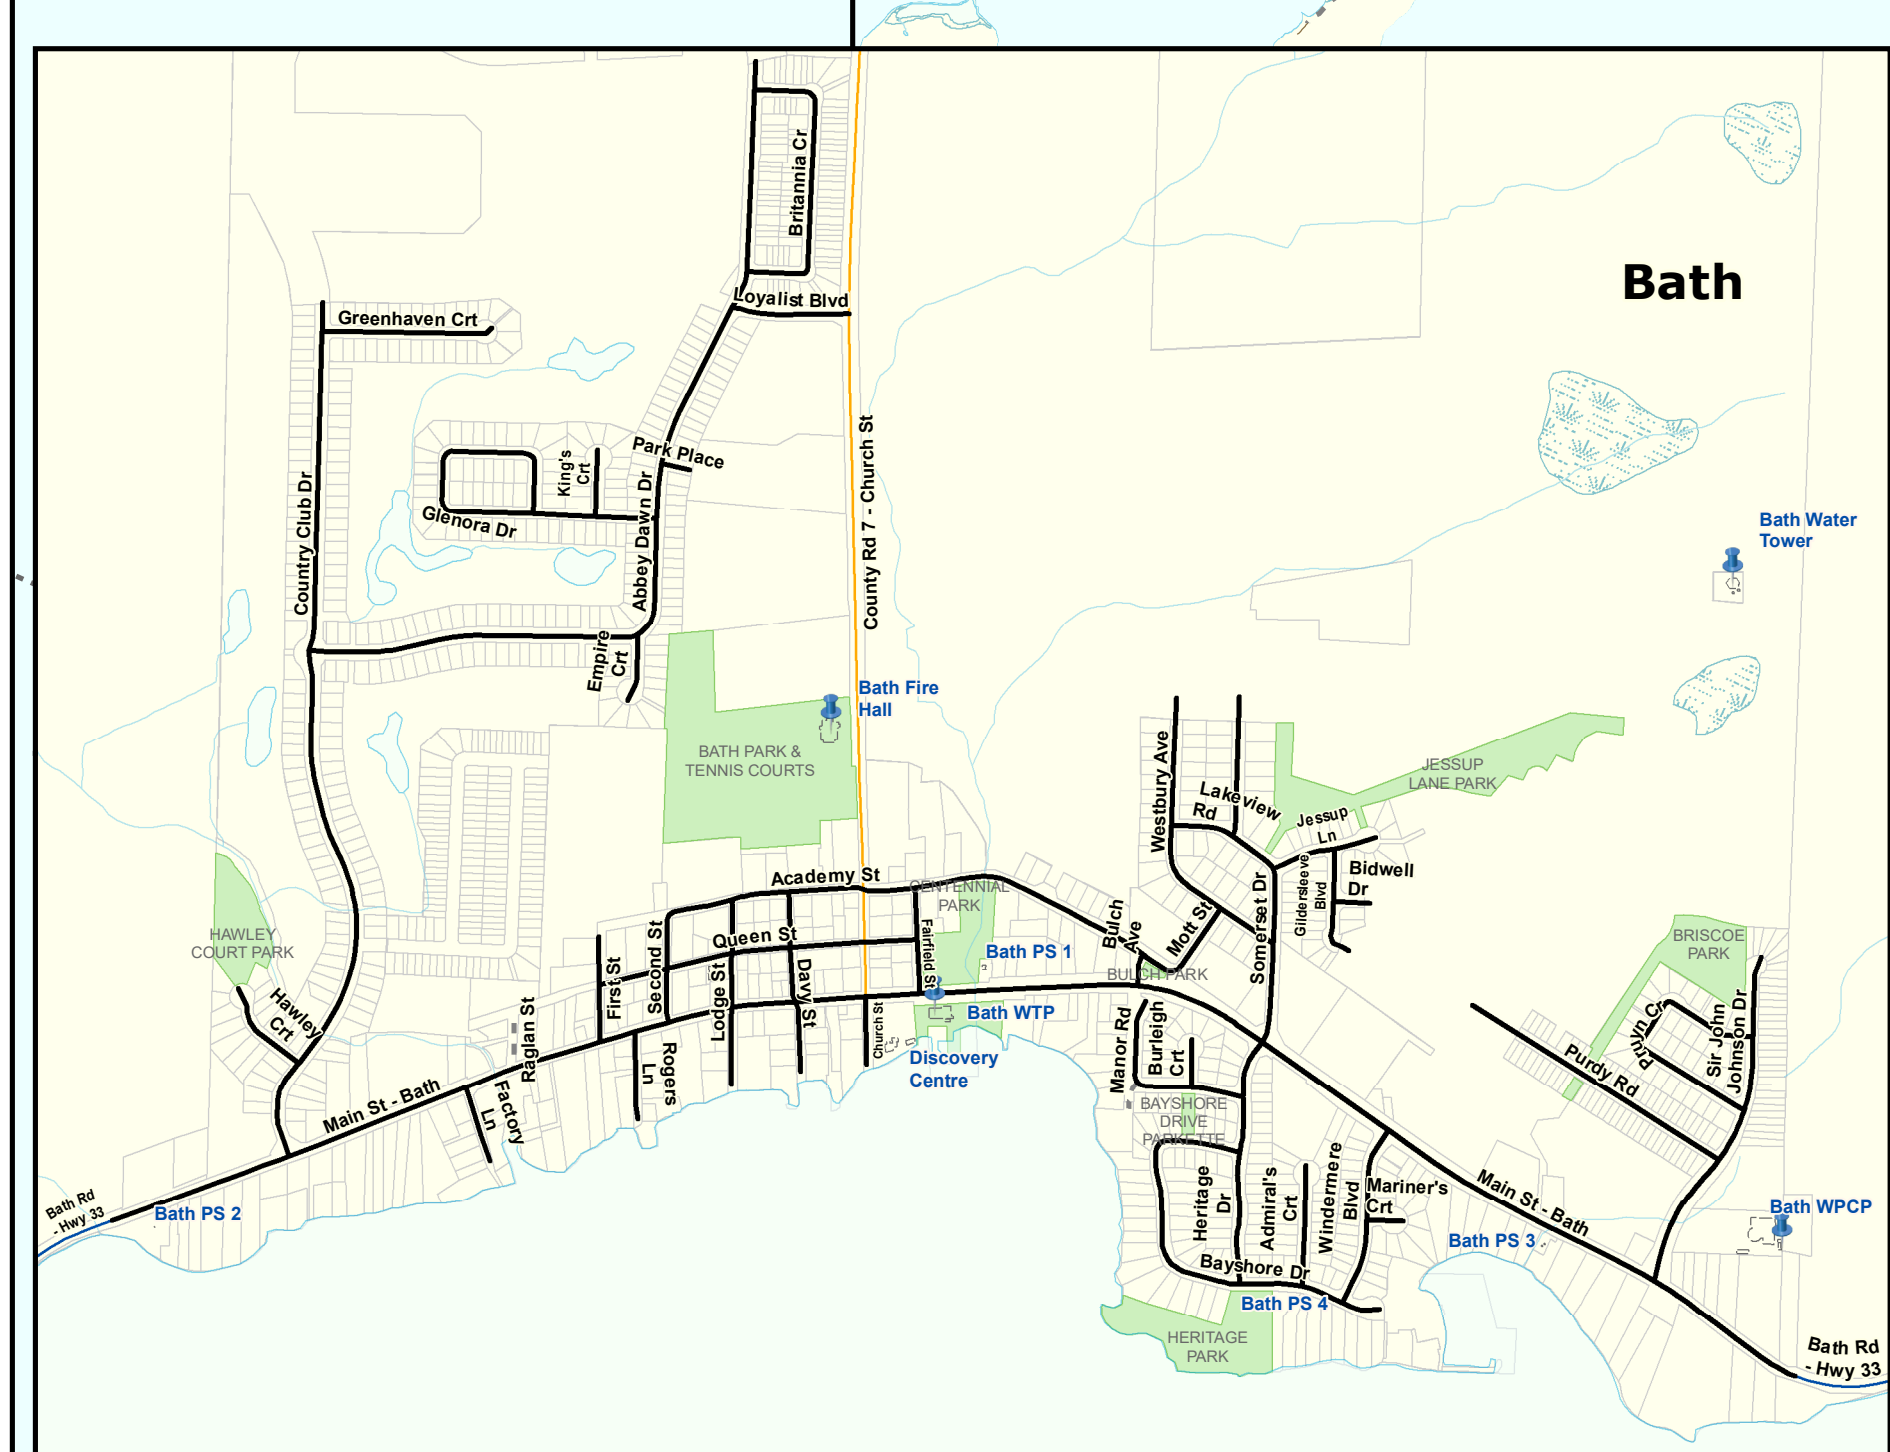 Britannia Cr
Bath
Loyalist Blvd
Greenhaven Crt
Country Club Dr
King's
Crt
Park Place
Glenora Dr
Abbey Dawn Dr
County Rd 7 - Church St
Bath Water
Tower
Empire
Crt
Bath Fire
Hall
BATH PARK &
TENNIS COURTS
Westbury Ave
Lakeview
Rd
JESSUP
LANE PARK
Jessup
Ln
Gildersleeve
Blvd
Bidwell
Dr
Academy St
CENTENNIAL
PARK
Fairfield St
Bulch
Ave
Mott St
Somerset Dr
HAWLEY
COURT PARK
Queen St
Bath PS 1
BULCH PARK
BRISCOE
PARK
Hawley
Crt
First St
Second St
Lodge St
Davy St
Church St
Bath WTP
Discovery
Centre
Raglan St
Rogers
Ln
Factory
Ln
Main St - Bath
Manor Rd
Burleigh
Crt
Pruyn Cr
Sir John
Johnson Dr
Purdy Rd
BAYSHORE
DRIVE
PARKETTE
Heritage
Dr
Admiral's
Crt
Windermere
Blvd
Mariner's
Crt
Main St - Bath
Bath Rd
- Hwy 33
Bath PS 2
Bath PS 3
Bath WPCP
Bayshore Dr
Bath PS 4
HERITAGE
PARK
Bath Rd
- Hwy 33